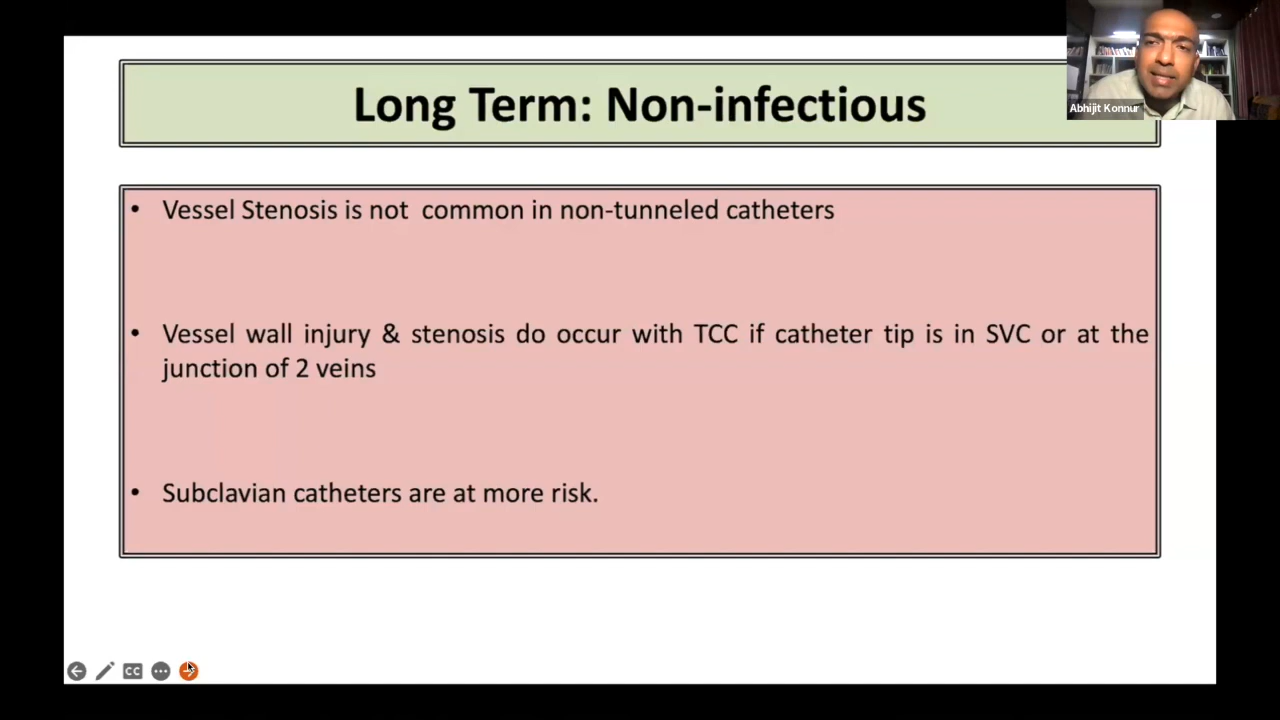 Long Term: Non-infectious
Abhijit Konnur
• Vessel Stenosis is not common in non-tunneled catheters
• Vessel wall injury & stenosis do occur with TCC if catheter tip is in SVC or at the
junction of 2 veins
• Subclavian catheters are at more risk.
CC